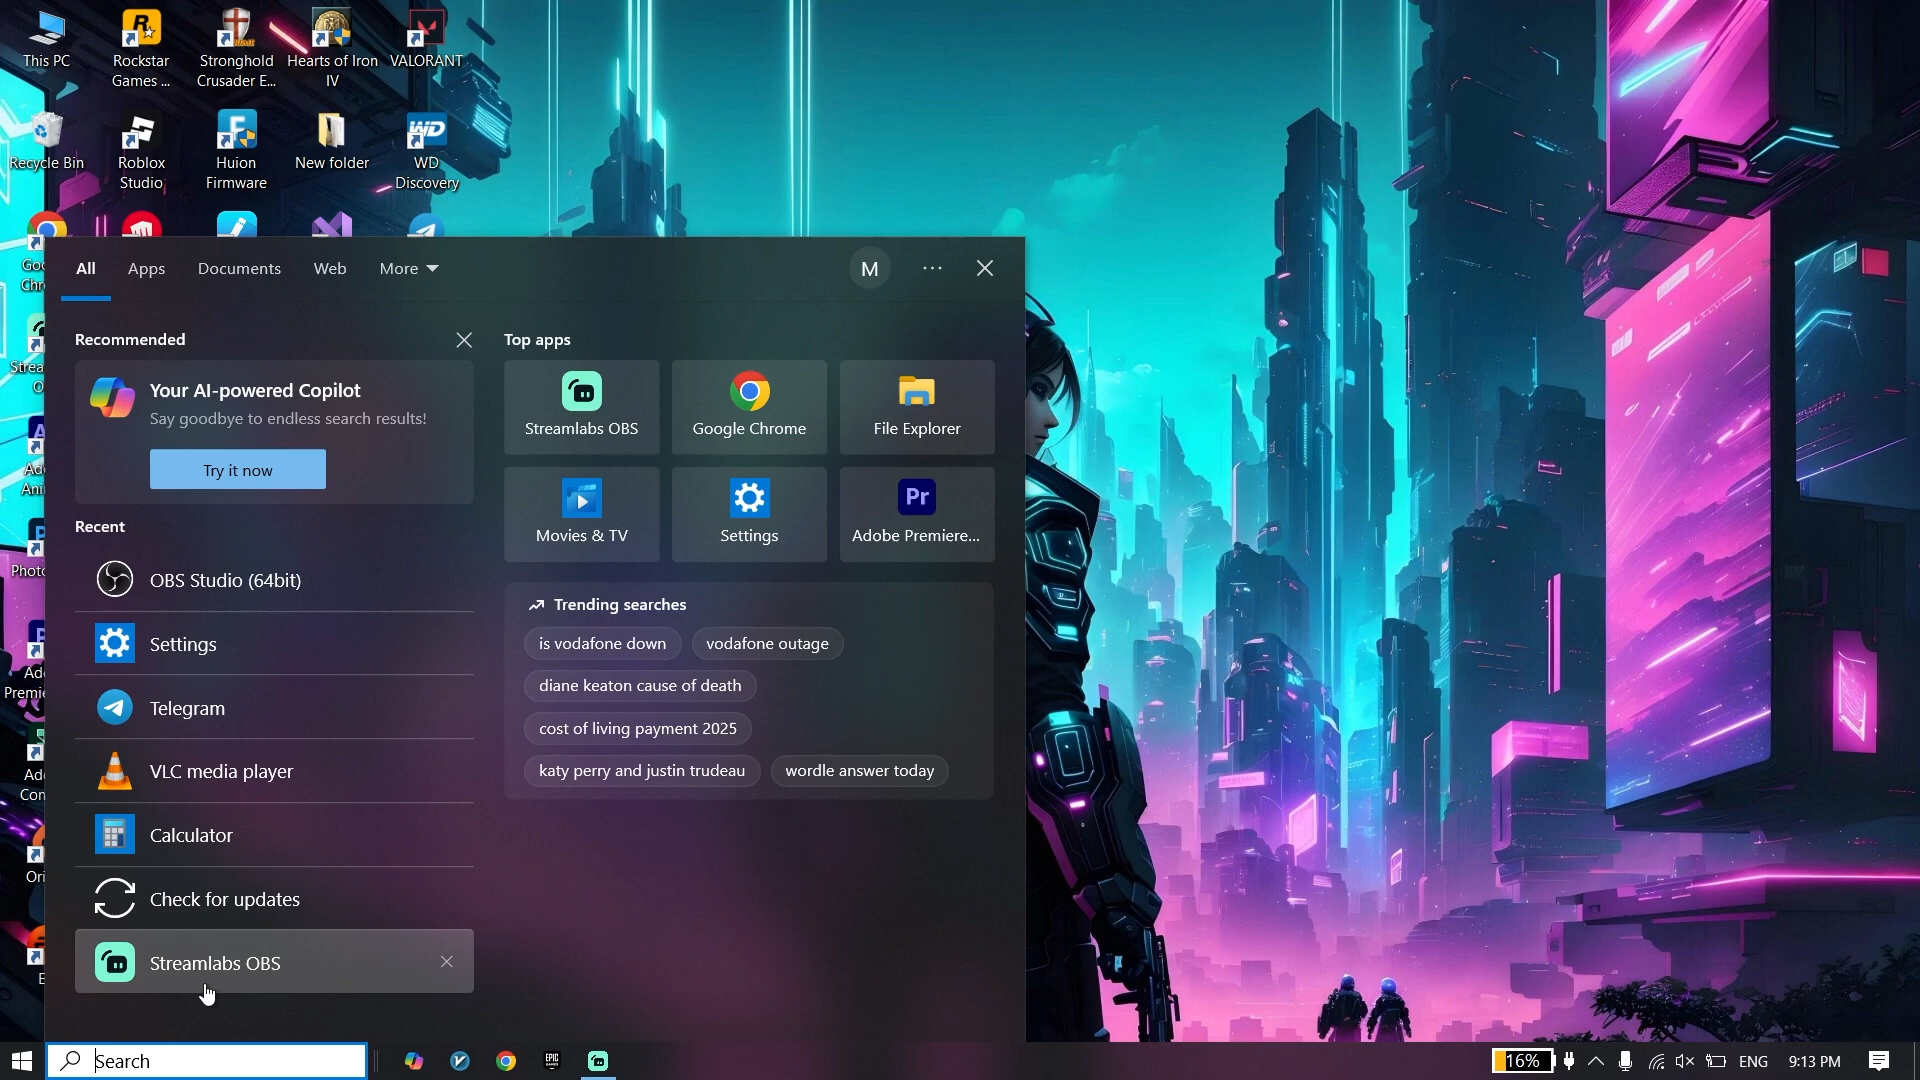 This PC
Rockstar
Games ...
Stronghold
Crusader E...
Hearts of Iron
IV
VALORANT
Recycle Bin
Roblox
Studio
Huion
Firmware
New folder
WD
Discovery
All
Apps
Documents
Web
More
M
Recommended
Your AI-powered Copilot
Say goodbye to endless search results!
Try it now
Recent
OBS Studio (64bit)
Settings
Telegram
VLC media player
Calculator
Check for updates
Streamlabs OBS
Top apps
Streamlabs OBS
Google Chrome
File Explorer
Pr
Movies & TV
Settings
Adobe Premiere...
Trending searches
is vodafone down
vodafone outage
diane keaton cause of death
cost of living payment 2025
katy perry and justin trudeau
wordle answer today
Search
EPIC
GAMES
16%
ENG
9:13 PM